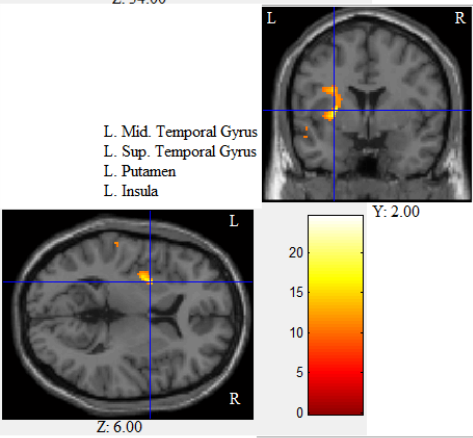 Z: 54.00
L R
L. Mid. Temporal Gyrus
L. Sup. Temporal Gyrus
L. Putamen
L. Insula
Y: 2.00
L
20
15
10
5
0
R
Z: 6.00